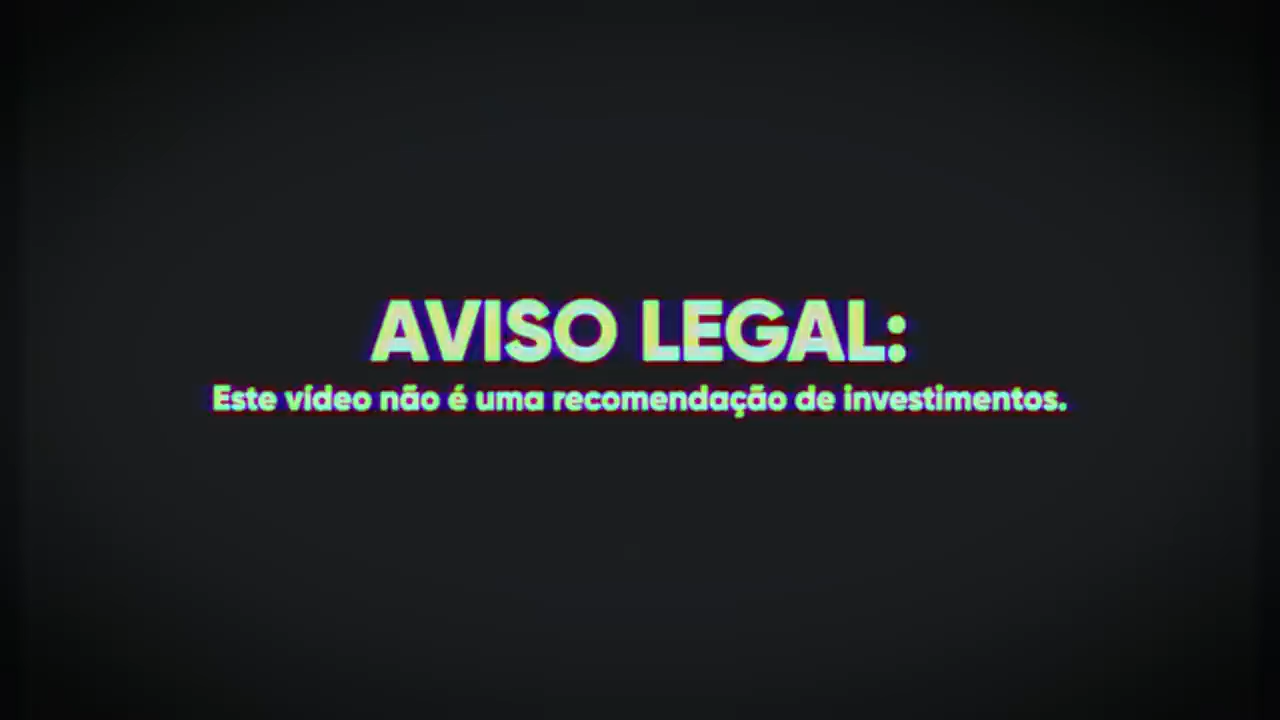 AVISO LEGAL:
Este vídeo não é uma recomendação de investimentos.